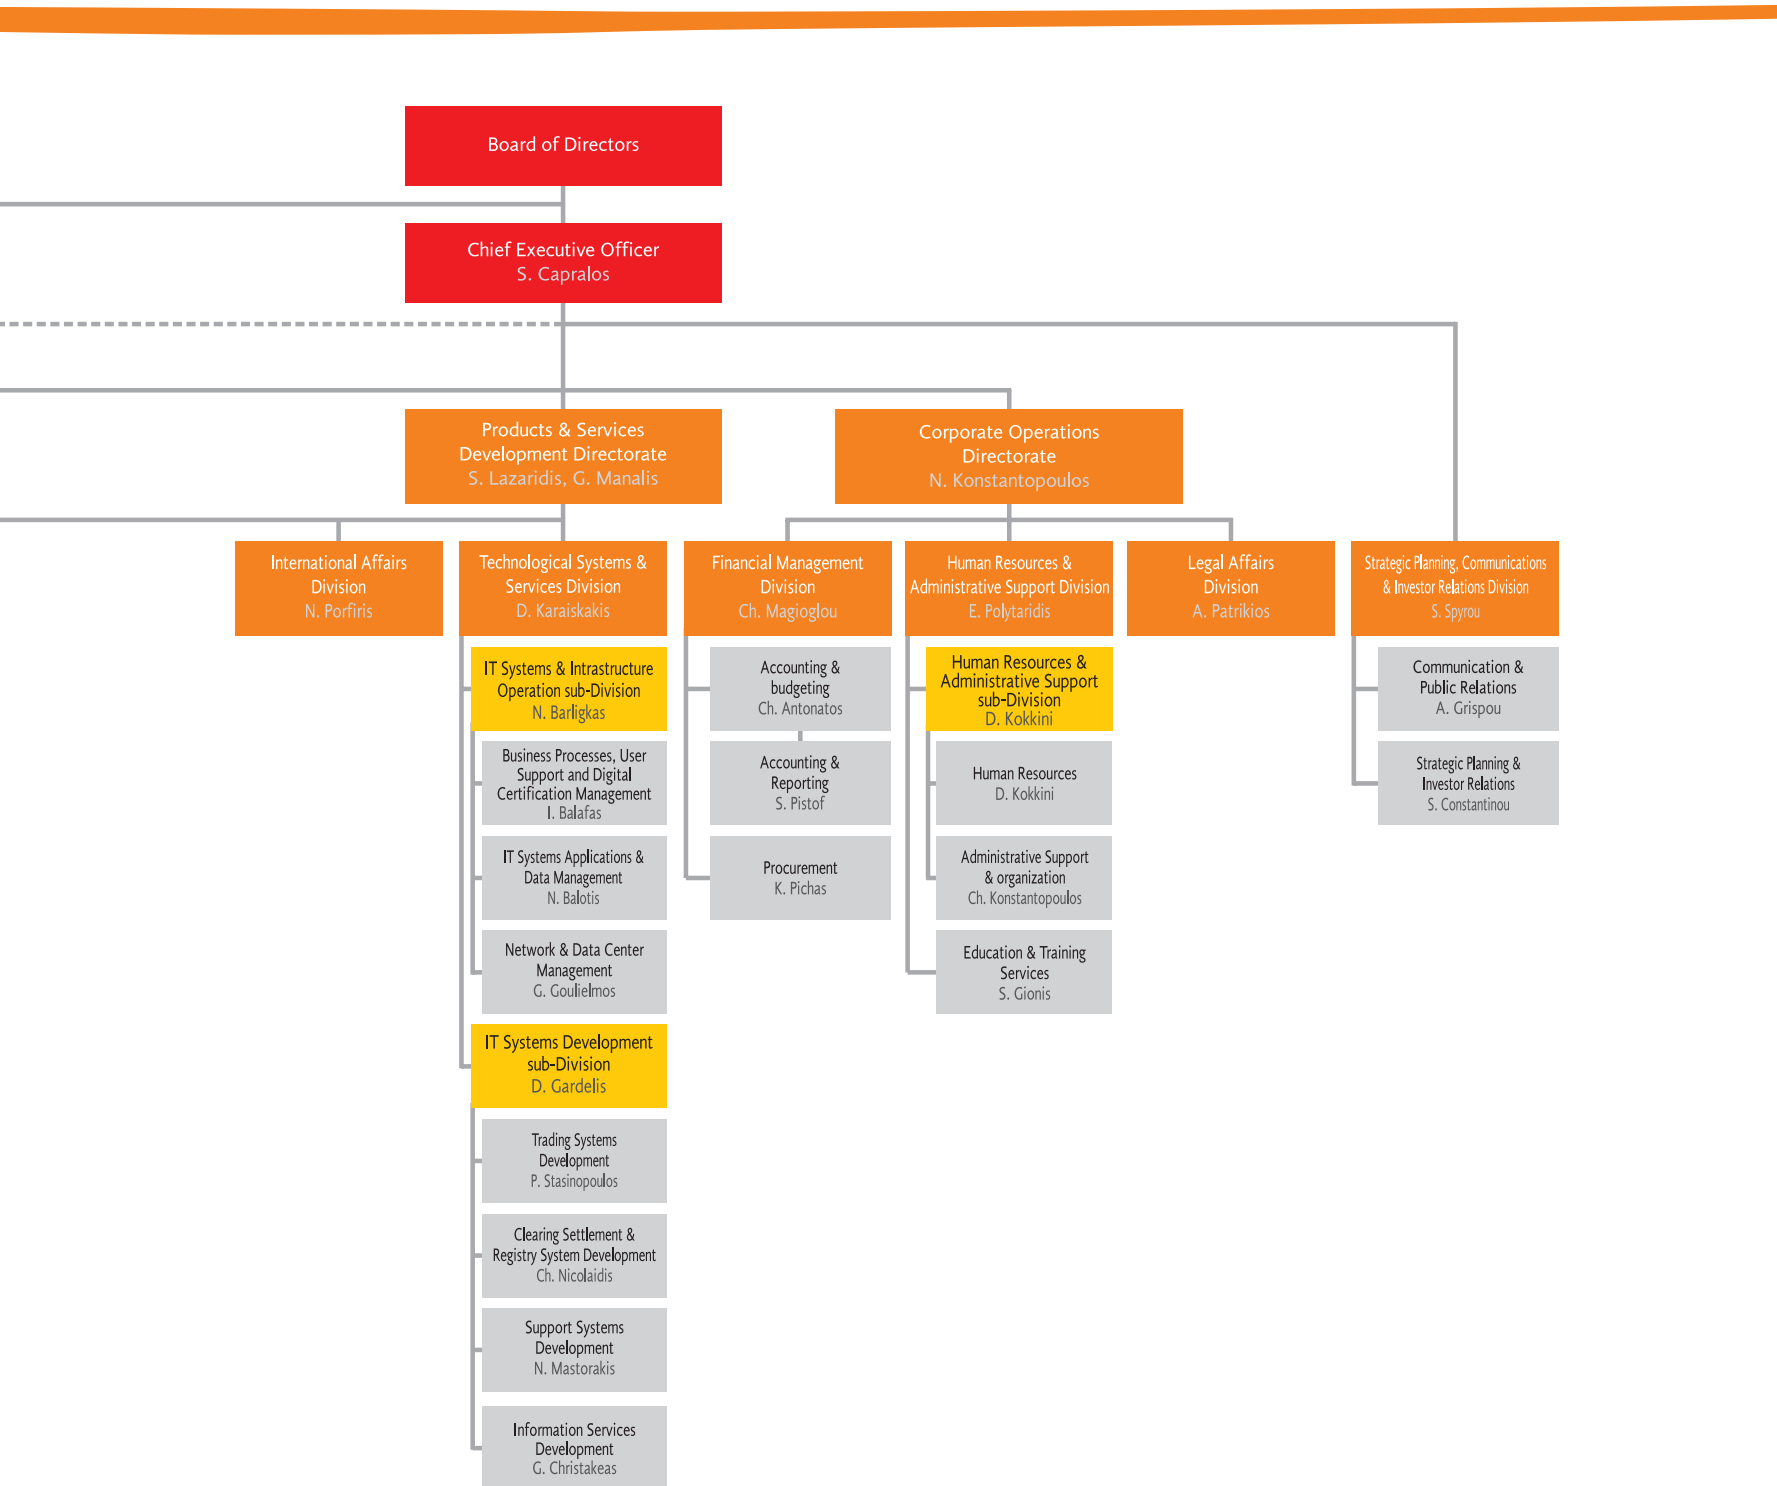 Board of Directors
Chief Executive Officer
S. Capralos
Products & Services
Development Directorate
S. Lazaridis, G. Manalis
Corporate Operations
Directorate
N. Konstantopoulos
International Affairs
Division
N. Porfiris
Technological Systems &
Services Division
D. Karaiskakis
Financial Management
Division
Ch. Magioglou
Human Resources &
Administrative Support Division
E. Polytaridis
Legal Affairs
Division
A. Patrikios
Strategic Planning, Communications
& Investor Relations Division
S. Spyrou
IT Systems & Intrastructure
Operation sub-Division
N. Barligkas
Business Processes, User
Support and Digital
Certification Management
I. Balafas
IT Systems Applications &
Data Management
N. Balotis
Network & Data Center
Management
G. Goulielmos
IT Systems Development
sub-Division
D. Gardelis
Trading Systems
Development
P. Stasinopoulos
Clearing Settlement &
Registry System Development
Ch. Nicolaidis
Support Systems
Development
N. Mastorakis
Information Services
Development
G. Christakeas
Accounting &
budgeting
Ch. Antonatos
Accounting &
Reporting
S. Pistof
Procurement
K. Pichas
Human Resources &
Administrative Support
sub-Division
D. Kokkini
Human Resources
D. Kokkini
Administrative Support
& organization
Ch. Konstantopoulos
Education & Training
Services
S. Gionis
Communication &
Public Relations
A. Grispou
Strategic Planning &
Investor Relations
S. Constantinou